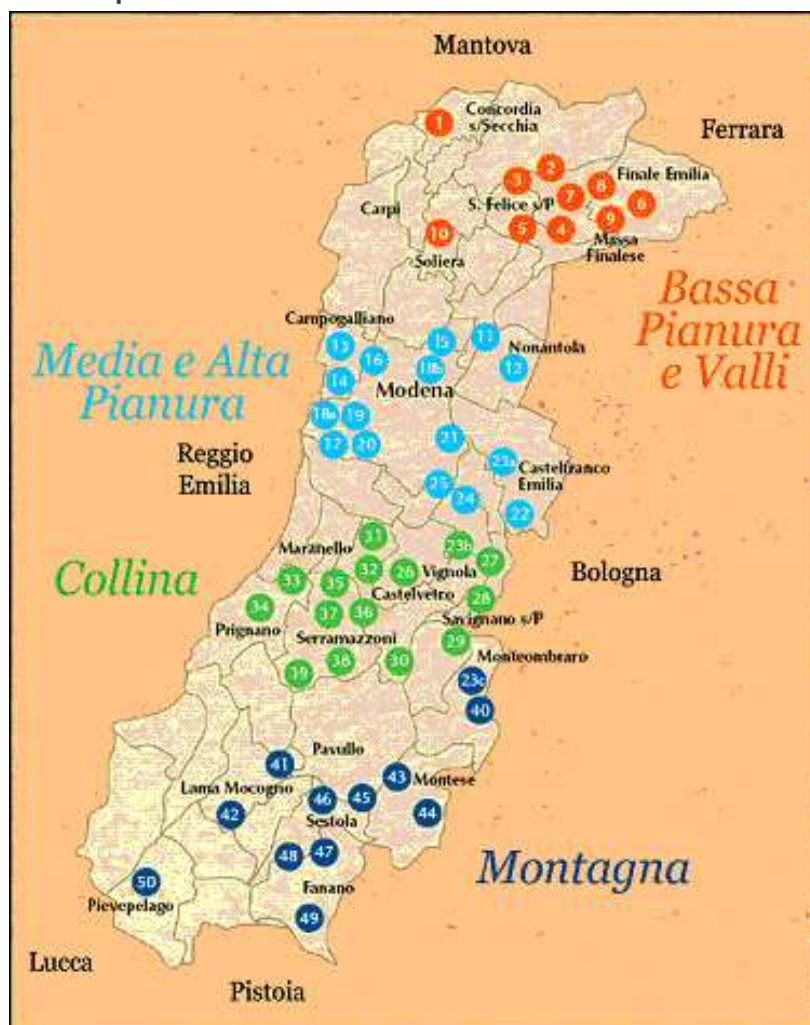 Mantova
Concordia
s/Secchia
1
Ferrara
2
3
8
Finale Emilia
7
6
Carpi
S. Felice s/P
9
10
5
4
Soliera
Massa
Finalese
Bassa
Pianura
e Valli
Campogalliano
13
15
11
Nonantola
Media e Alta
Pianura
16
18b
12
14
Modena
18a
19
Reggio
Emilia
17
20
21
23a
Castelfranco
Emilia
25
24
22
31
Maranello
23b
27
Collina
33
35
32
26
Vignola
Bologna
Castelvetro
34
37
36
28
Prignano
Serramazzoni
Savignano s/P
29
39
38
30
Monteombraro
23c
40
Pavullo
41
43
Montese
Lama Mocogno
46
45
42
Sestola
44
48
47
Montagna
50
Fanano
Pievepelago
49
Lucca
Pistoia